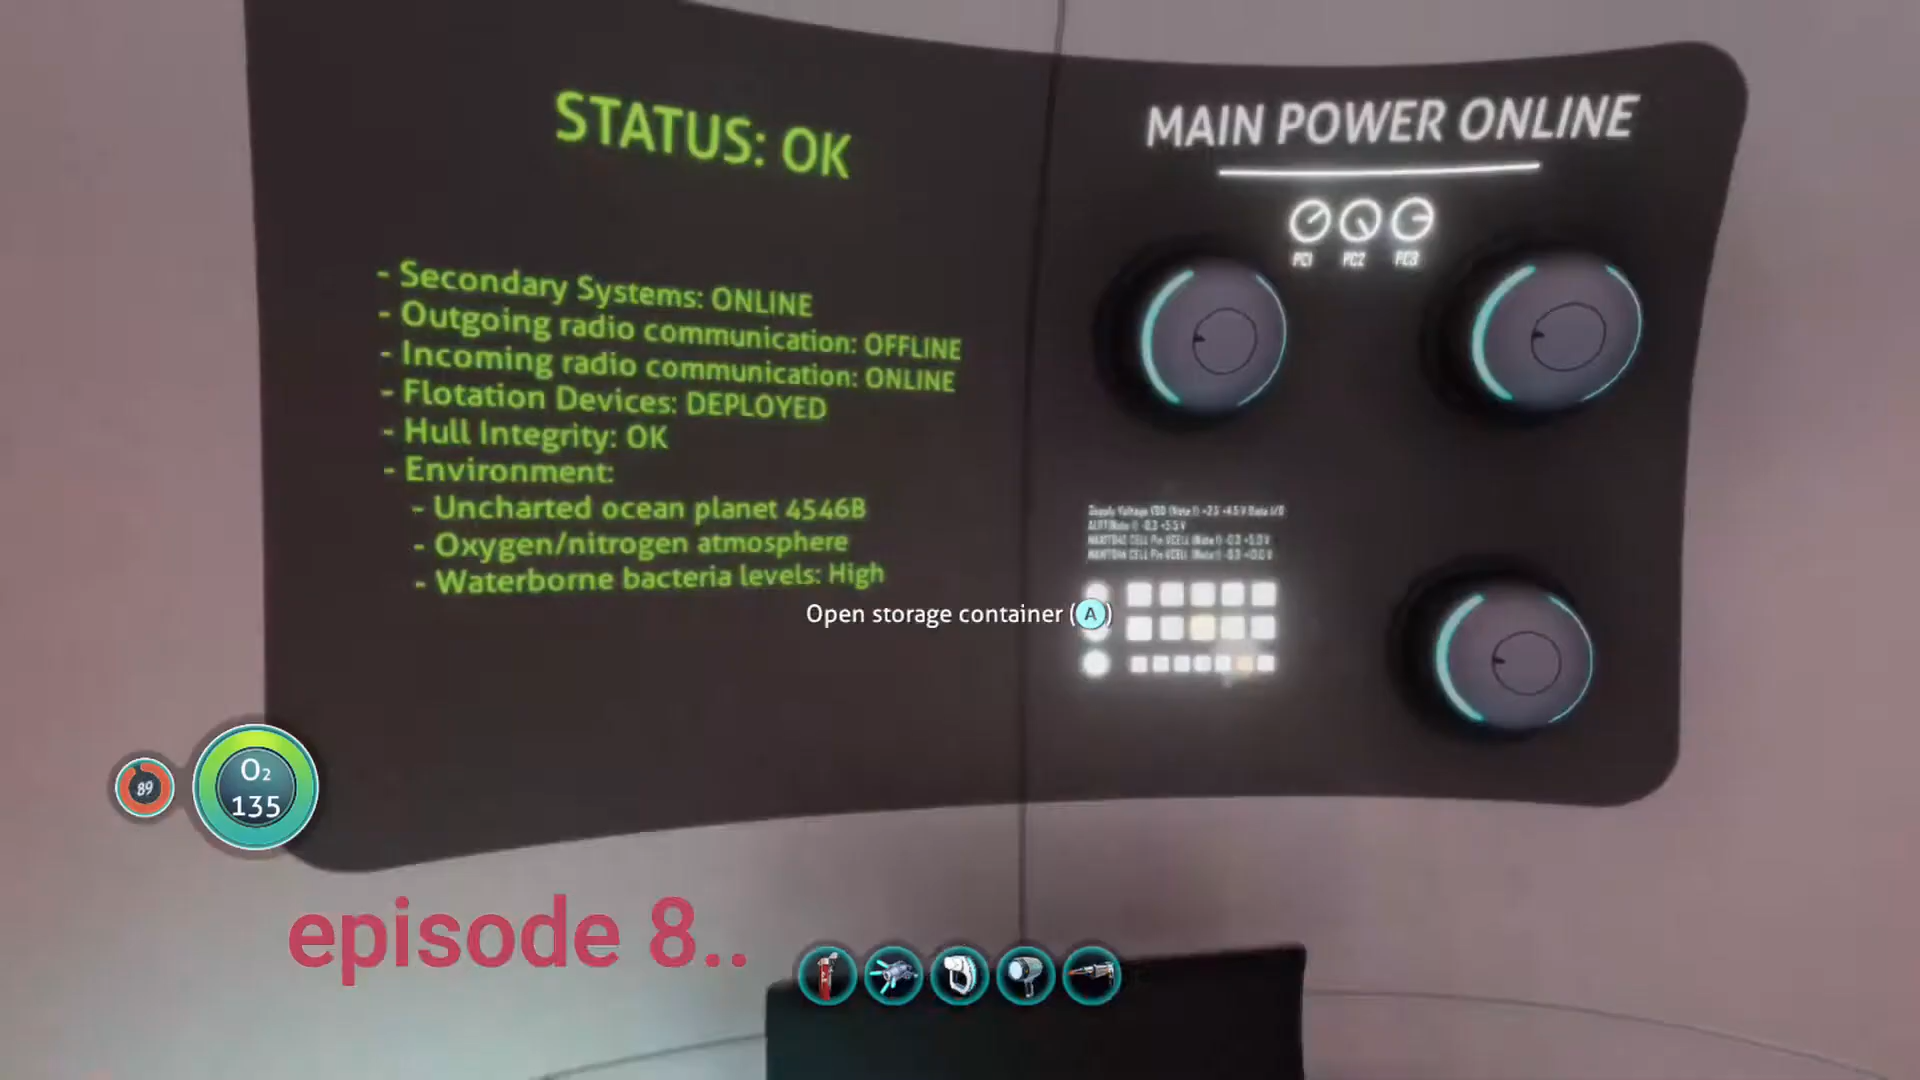 STATUS: OK
- Secondary Systems: ONLINE
- Outgoing radio communication: OFFLINE
- Incoming radio communication: ONLINE
- Flotation Devices: DEPLOYED
- Hull Integrity: OK
- Environment:
- Uncharted ocean planet 4546B
- Oxygen/nitrogen atmosphere
- Waterborne bacteria levels: High
MAIN POWER ONLINE
PC1 PC2 PC3
Open storage container (A)
89
O2
135
episode 8..